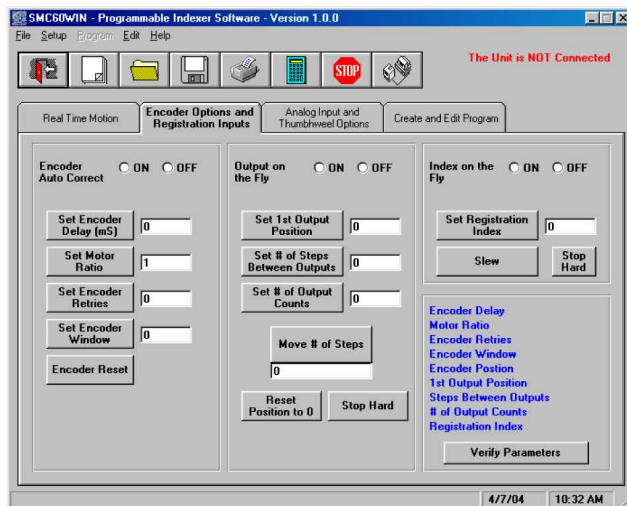 SMC60WIN - Programmable Indexer Software - Version 1.0.0
File Setup Program Edit Help
STOP
The Unit is NOT Connected
Real Time Motion
Encoder Options and
Registration Inputs
Analog Input and
Thumbhweel Options
Create and Edit Program
Encoder
Auto Correct
ON OFF
Set Encoder
Delay (mS)
0
Set Motor
Ratio
1
Set Encoder
Retries
0
Set Encoder
Window
0
Encoder Reset
Output on
the Fly
ON OFF
Set 1st Output
Position
0
Set # of Steps
Between Outputs
0
Set # of Output
Counts
0
Move # of Steps
0
Reset
Position to 0
Stop Hard
Index on the
Fly
ON OFF
Set Registration
Index
0
Slew
Stop
Hard
Encoder Delay
Motor Ratio
Encoder Retries
Encoder Window
Encoder Postion
1st Output Position
Steps Between Outputs
# of Output Counts
Registration Index
Verify Parameters
4/7/04 10:32 AM